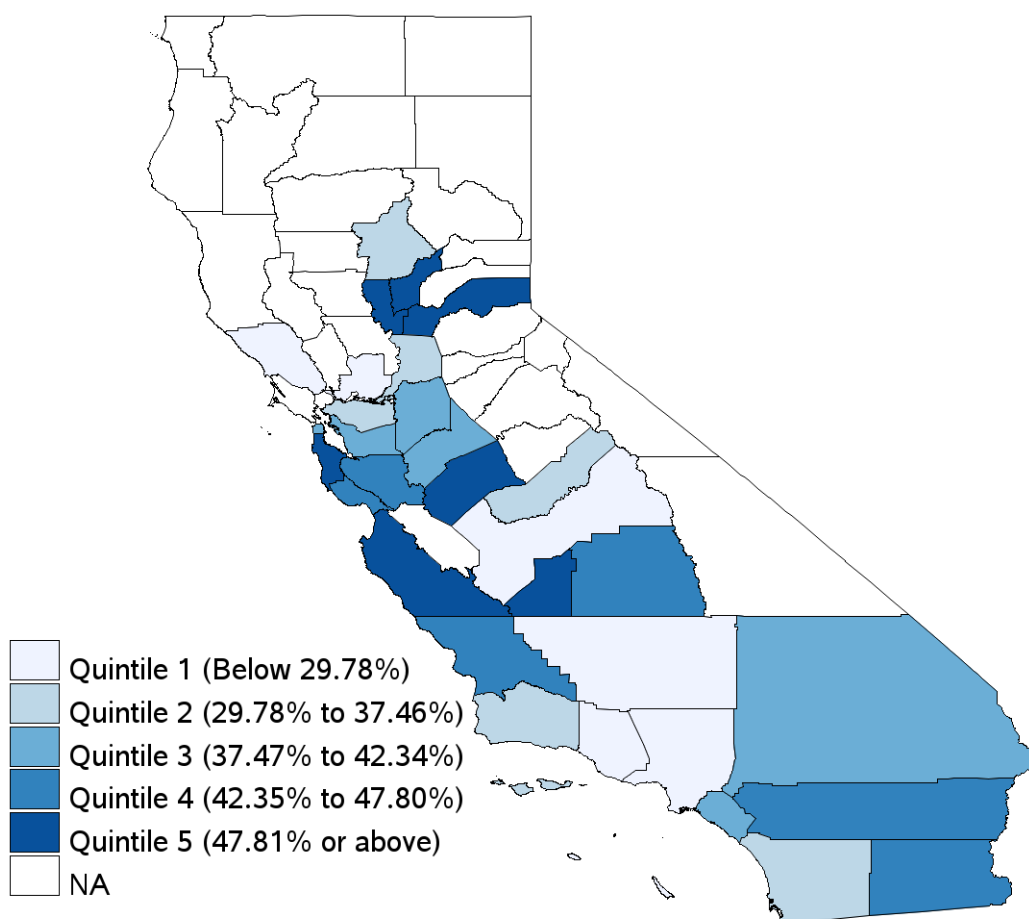 Quintile 1 (Below 29.78%)
Quintile 2 (29.78% to 37.46%)
Quintile 3 (37.47% to 42.34%)
Quintile 4 (42.35% to 47.80%)
Quintile 5 (47.81% or above)
NA